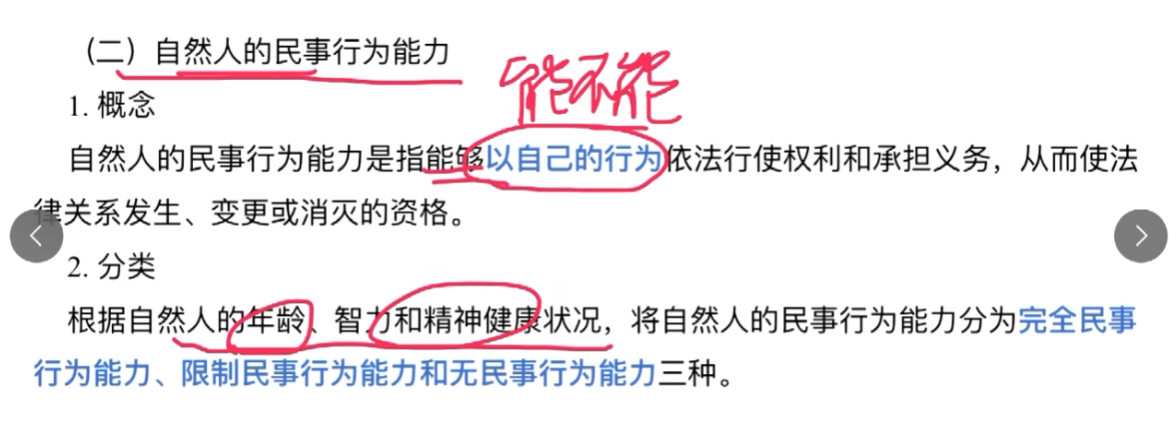 （二）自然人的民事行为能力
能不能
1. 概念
自然人的民事行为能力是指能够以自己的行为依法行使权利和承担义务，从而使法
律关系发生、变更或消灭的资格。
2. 分类
根据自然人的年龄、智力和精神健康状况，将自然人的民事行为能力分为完全民事
行为能力、限制民事行为能力和无民事行为能力三种。